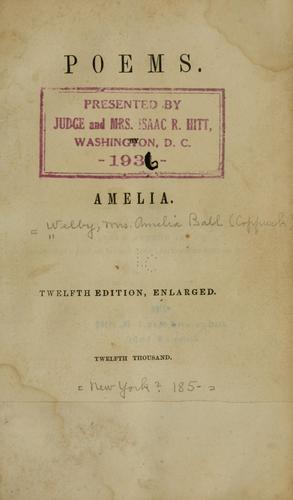 POEMS.
PRESENTED BY
JUDGE and MRS. ISAAC R. HITT,
WASHINGTON, D. C.
BY
-1936
AMELIA.
= Welby, Mrs. Amelia Ball (Coppuck
TWELFTH EDITION, ENLARGED.
TWELFTH THOUSAND.
= New York? 185- =